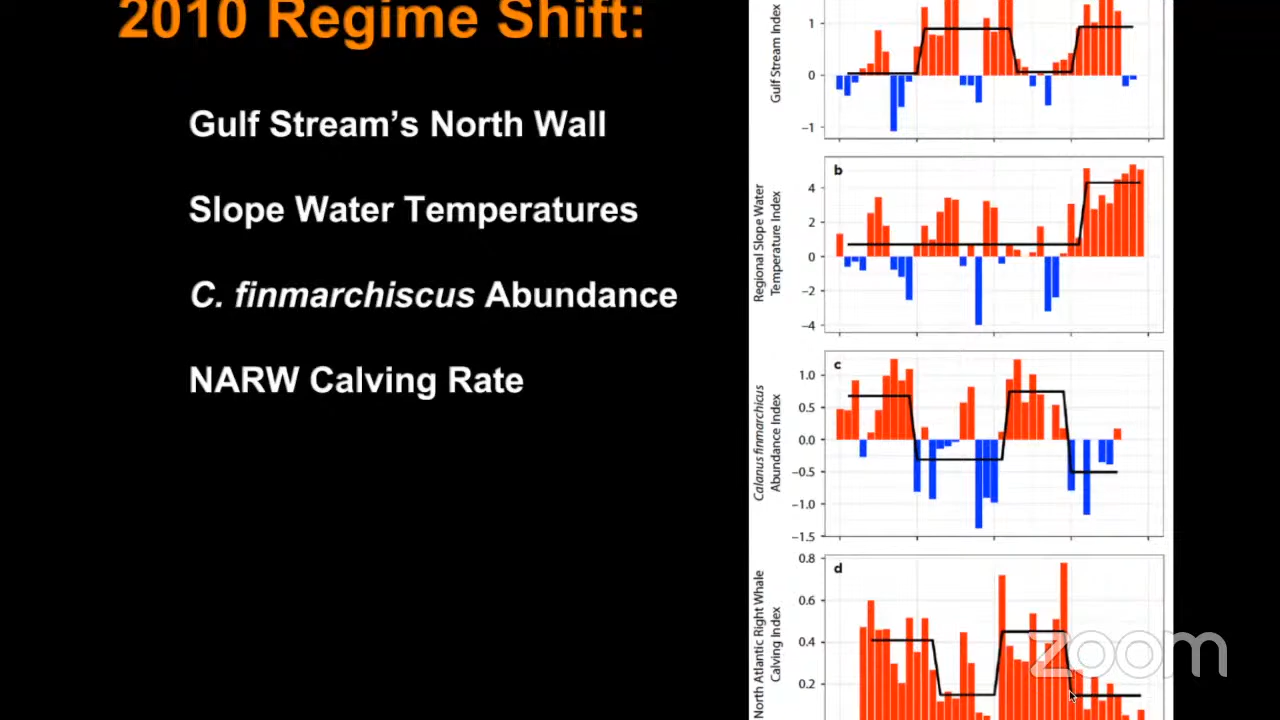 2010 Regime Shift:
Gulf Stream’s North Wall
Slope Water Temperatures
C. finmarchiscus Abundance
NARW Calving Rate
Gulf Stream Index
1
0
−1
b
Regional Slope Water
Temperature Index
4
2
0
−2
−4
c
Calanus finmarchicus
Abundance Index
1.0
0.5
0.0
−0.5
−1.0
−1.5
d
North Atlantic Right Whale
Calving Index
0.8
0.6
0.4
0.2
zoom